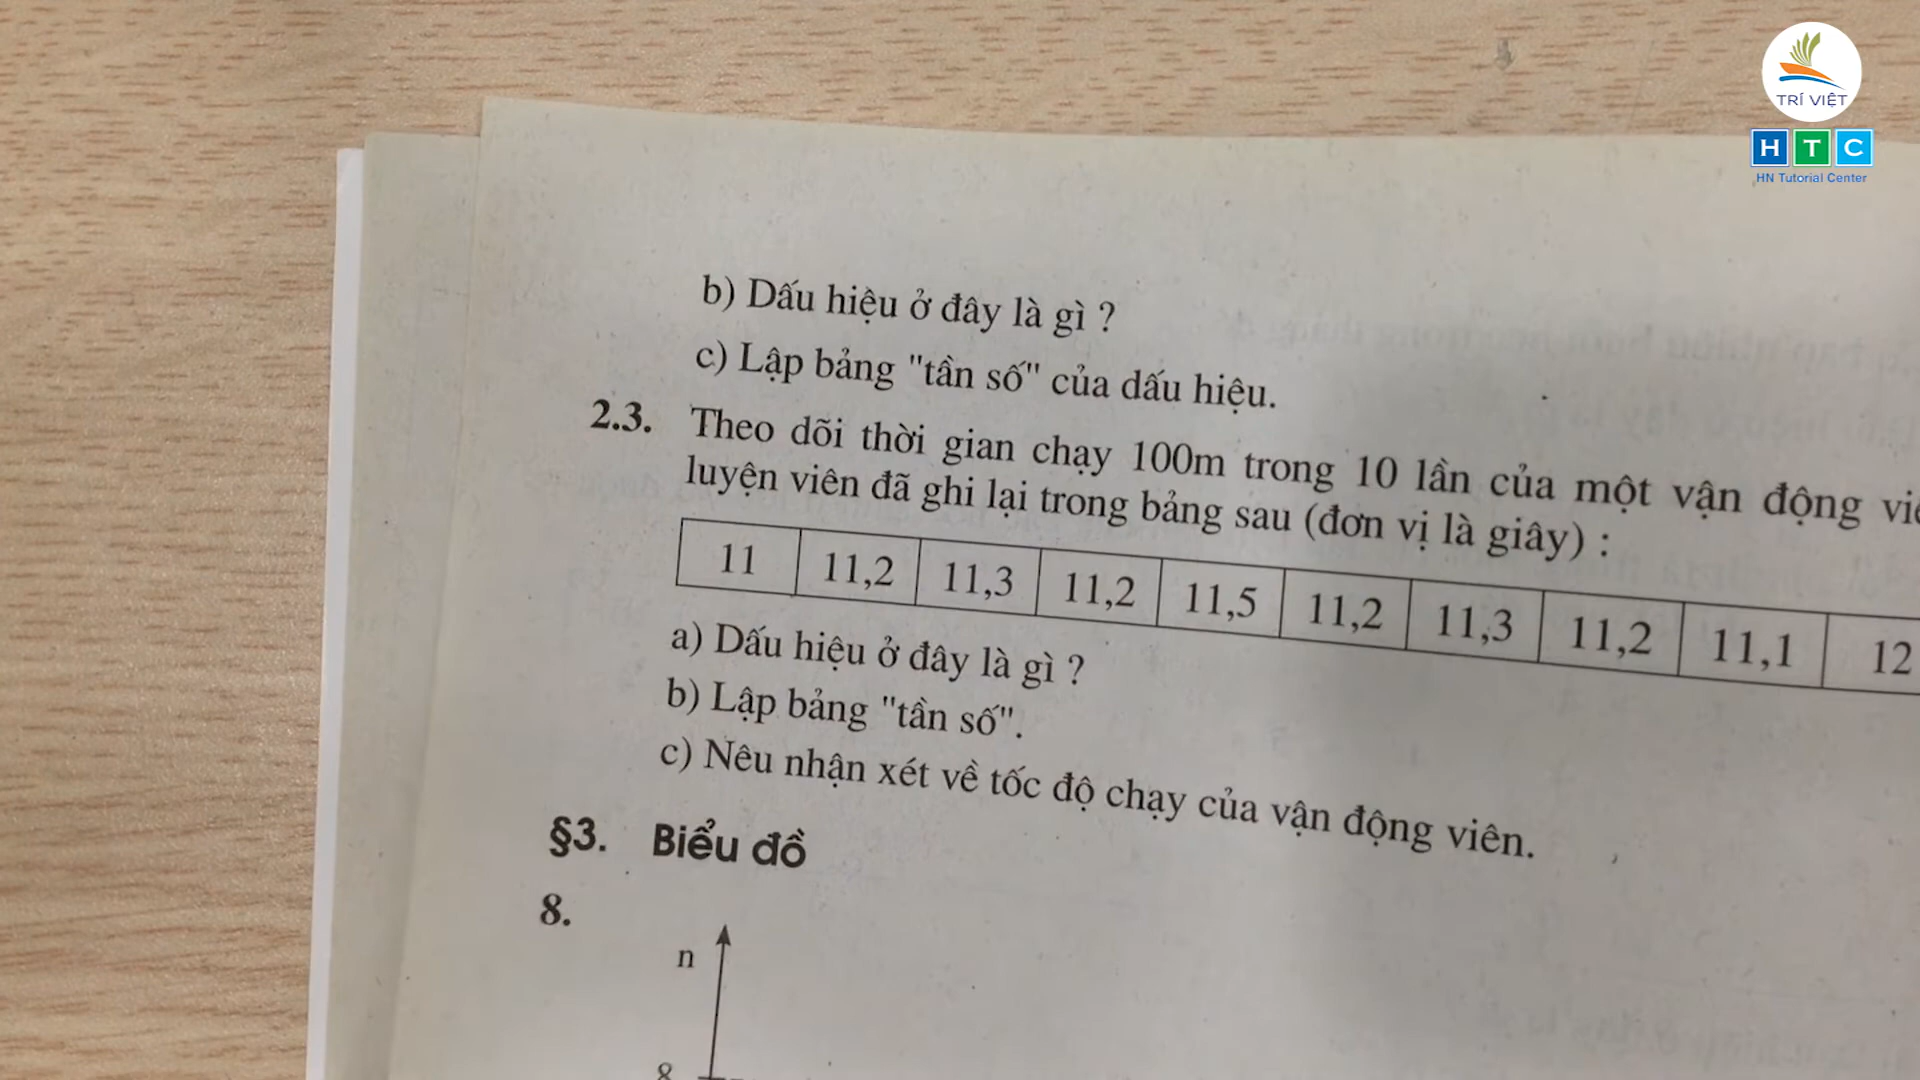 TRÍ VIỆT
H T C
HN Tutorial Center
b) Dấu hiệu ở đây là gì ?
c) Lập bảng "tần số" của dấu hiệu.
2.3. Theo dõi thời gian chạy 100m trong 10 lần của một vận động
luyện viên đã ghi lại trong bảng sau (đơn vị là giây) :
11 11,2 11,3 11,2 11,5 11,2 11,3 11,2 11,1 12
a) Dấu hiệu ở đây là gì ?
b) Lập bảng "tần số".
c) Nêu nhận xét về tốc độ chạy của vận động viên.
§3. Biểu đồ
8.
n
8